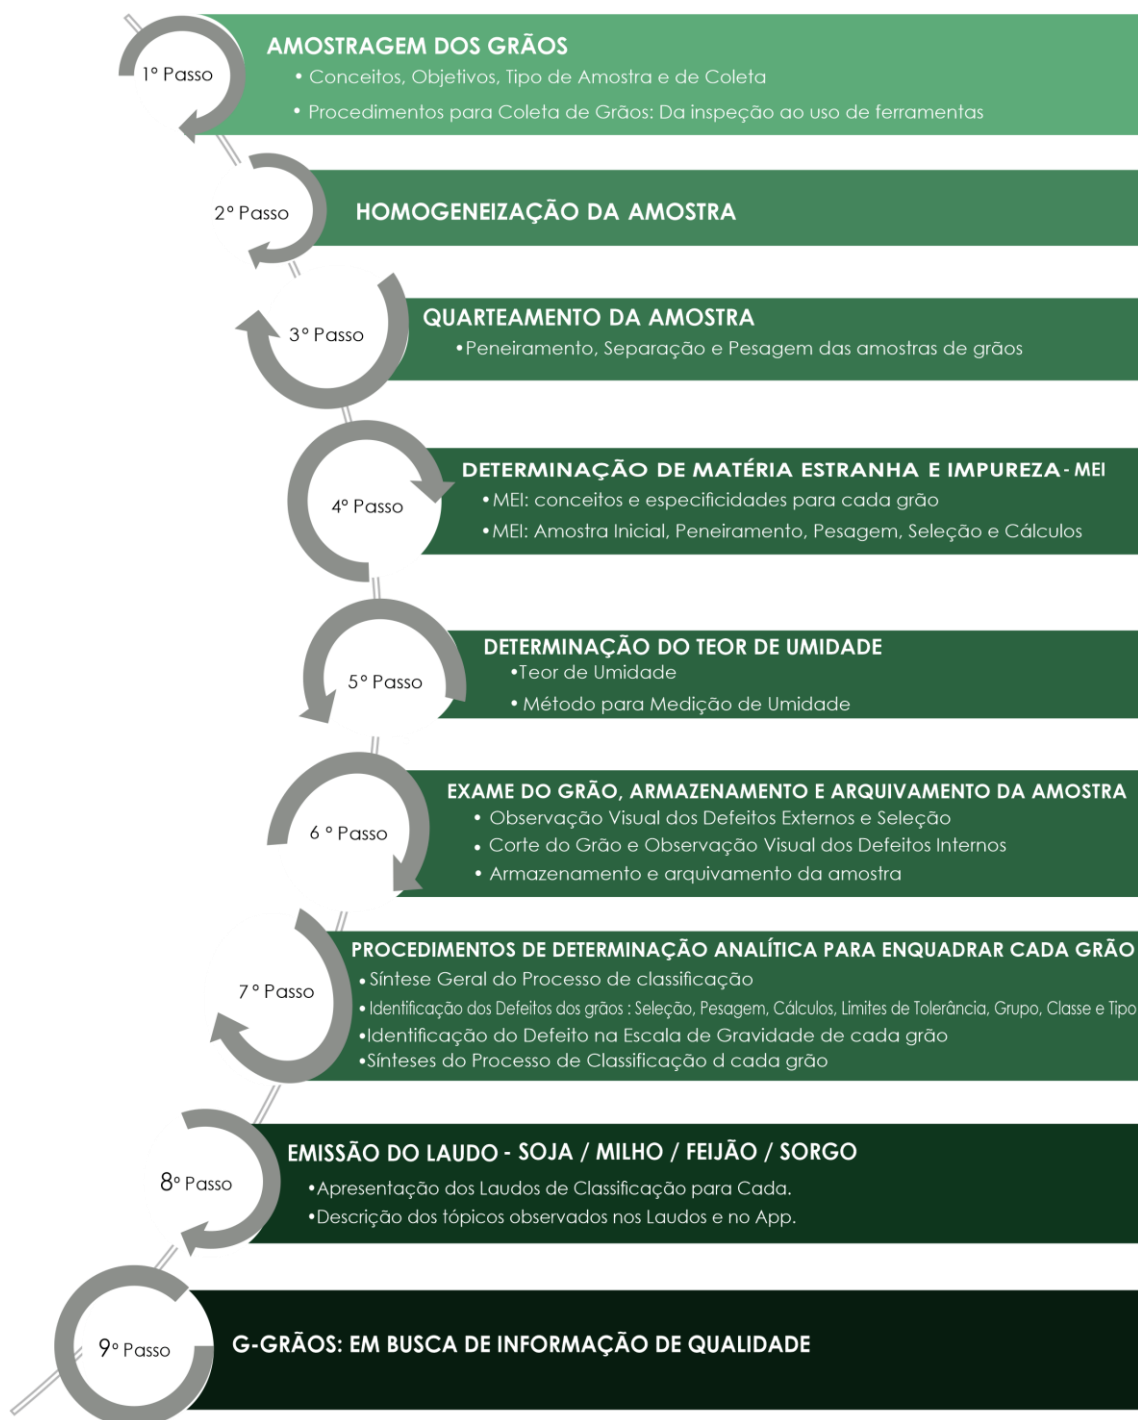 1º Passo
AMOSTRAGEM DOS GRÃOS
• Conceitos, Objetivos, Tipo de Amostra e de Coleta
• Procedimentos para Coleta de Grãos: Da inspeção ao uso de ferramentas
2º Passo
HOMOGENEIZAÇÃO DA AMOSTRA
3º Passo
QUARTEAMENTO DA AMOSTRA
•Peneiramento, Separação e Pesagem das amostras de grãos
4º Passo
DETERMINAÇÃO DE MATÉRIA ESTRANHA E IMPUREZA- MEI
•MEI: conceitos e especificidades para cada grão
•MEI: Amostra Inicial, Peneiramento, Pesagem, Seleção e Cálculos
5º Passo
DETERMINAÇÃO DO TEOR DE UMIDADE
•Teor de Umidade
• Método para Medição de Umidade
6 º Passo
EXAME DO GRÃO, ARMAZENAMENTO E ARQUIVAMENTO DA AMOSTRA
• Observação Visual dos Defeitos Externos e Seleção
• Corte do Grão e Observação Visual dos Defeitos Internos
• Armazenamento e arquivamento da amostra
7 º Passo
PROCEDIMENTOS DE DETERMINAÇÃO ANALÍTICA PARA ENQUADRAR CADA GRÃO
• Síntese Geral do Processo de classificação
• Identificação dos Defeitos dos grãos : Seleção, Pesagem, Cálculos, Limites de Tolerância, Grupo, Classe e Tipo
•Identificação do Defeito na Escala de Gravidade de cada grão
•Sínteses do Processo de Classificação d cada grão
8º Passo
EMISSÃO DO LAUDO - SOJA / MILHO / FEIJÃO / SORGO
•Apresentação dos Laudos de Classificação para Cada.
•Descrição dos tópicos observados nos Laudos e no App.
9º Passo
G-GRÃOS: EM BUSCA DE INFORMAÇÃO DE QUALIDADE